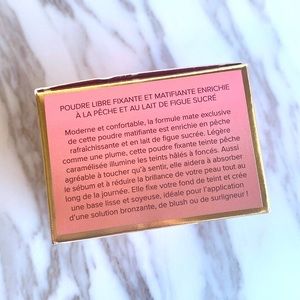 POUDRE LIBRE FIXANTE ET MATIFIANTE ENRICHIE
À LA PÊCHE ET AU LAIT DE FIGUE SUCRÉ
Moderne et confortable, la formule mate exclusive
de cette poudre matifiante est enrichie en pêche
rafraîchissante et en lait de figue sucré. Légère
comme une plume, cette poudre fixante teinte pêche
caramélisée illumine les teints hâlés à foncés. Aussi
agréable à toucher qu'à sentir, elle aidera à absorber
le sébum et à réduire la brillance de votre peau tout au
long de la journée. Elle fixe votre fond de teint et crée
une base lisse et soyeuse, idéale pour l'application
d'une solution bronzante, de blush ou de surligneur !